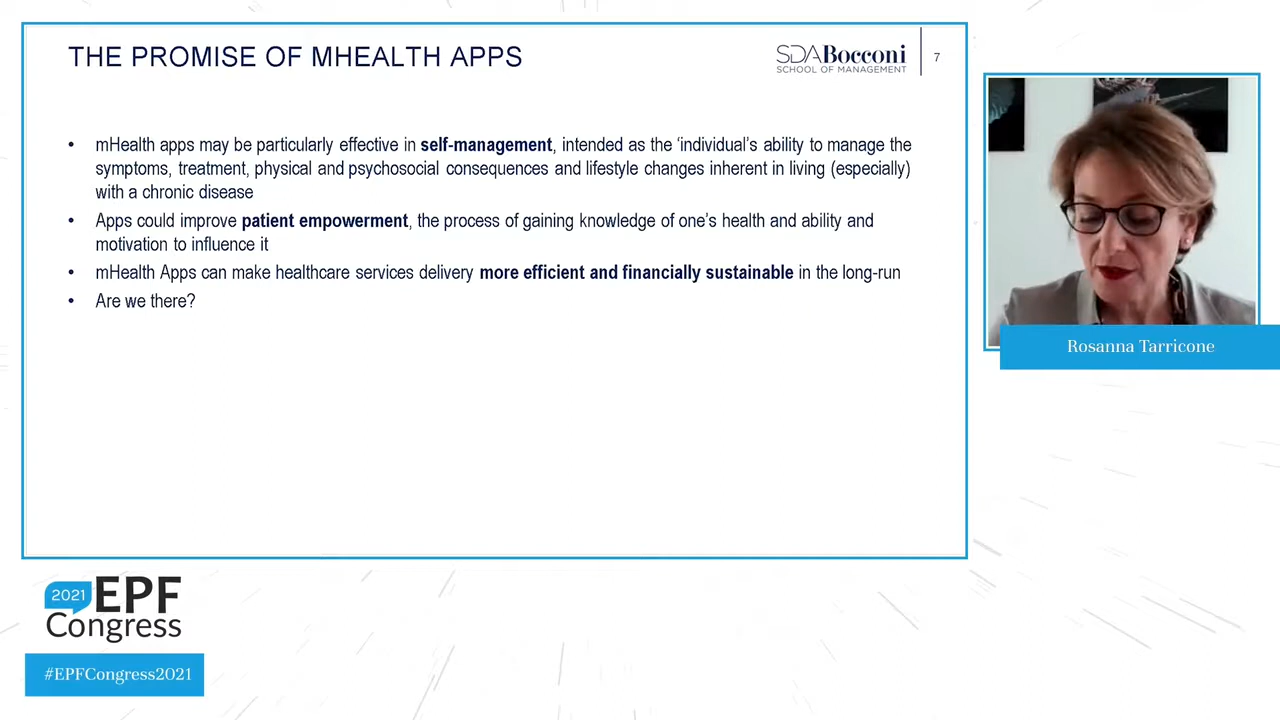 THE PROMISE OF MHEALTH APPS
SDABocconi
SCHOOL OF MANAGEMENT
7
• mHealth apps may be particularly effective in self-management, intended as the ‘individual’s ability to manage the
symptoms, treatment, physical and psychosocial consequences and lifestyle changes inherent in living (especially)
with a chronic disease
• Apps could improve patient empowerment, the process of gaining knowledge of one’s health and ability and
motivation to influence it
• mHealth Apps can make healthcare services delivery more efficient and financially sustainable in the long-run
• Are we there?
Rosanna Tarricone
2021 EPF
Congress
#EPFCongress2021